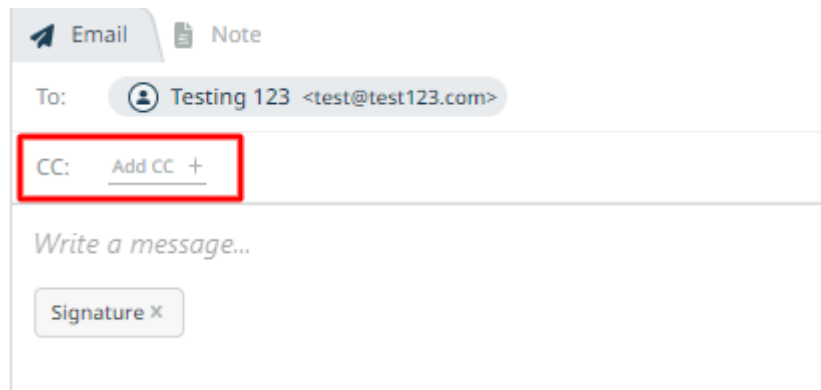 Email Note
To: Testing 123 <test@test123.com>
CC: Add CC +
Write a message...
Signature x